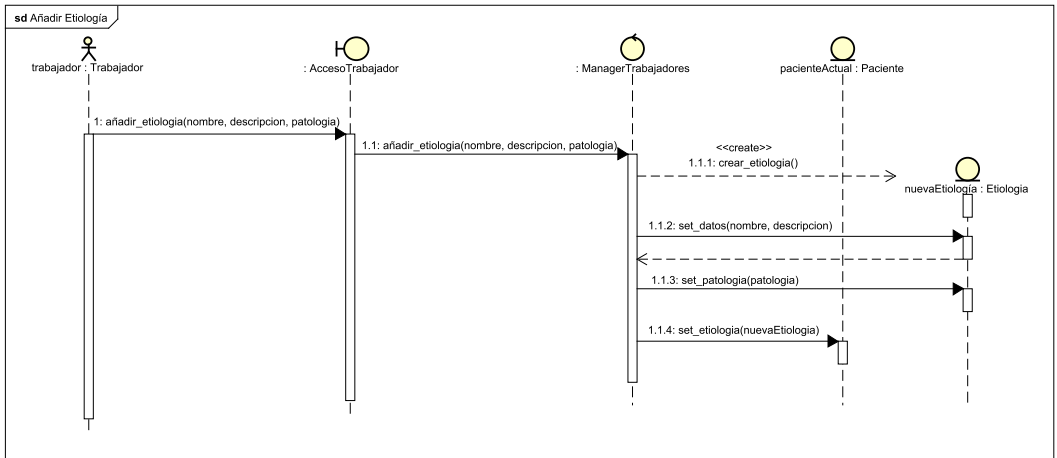 sd Añadir Etiología
trabajador : Trabajador
: AccesoTrabajador
: ManagerTrabajadores
pacienteActual : Paciente
1: añadir_etiologia(nombre, descripcion, patologia)
1.1: añadir_etiologia(nombre, descripcion, patologia)
<<create>>
1.1.1: crear_etiologia()
nuevaEtiología : Etiologia
1.1.2: set_datos(nombre, descripcion)
1.1.3: set_patologia(patologia)
1.1.4: set_etiologia(nuevaEtiologia)